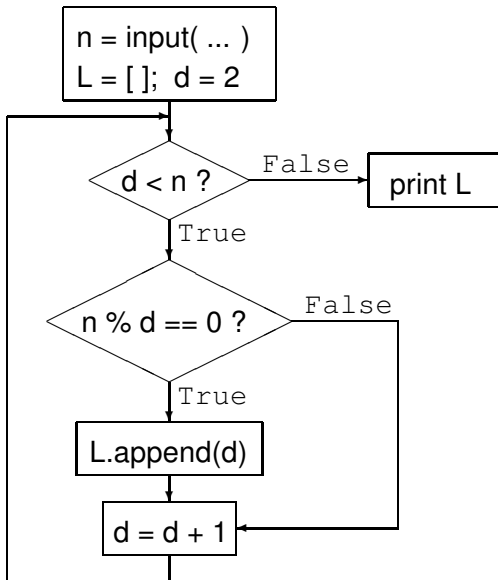 n = input( ... )
L = [ ]; d = 2
d < n ?
False
print L
True
n % d == 0 ?
False
True
L.append(d)
d = d + 1